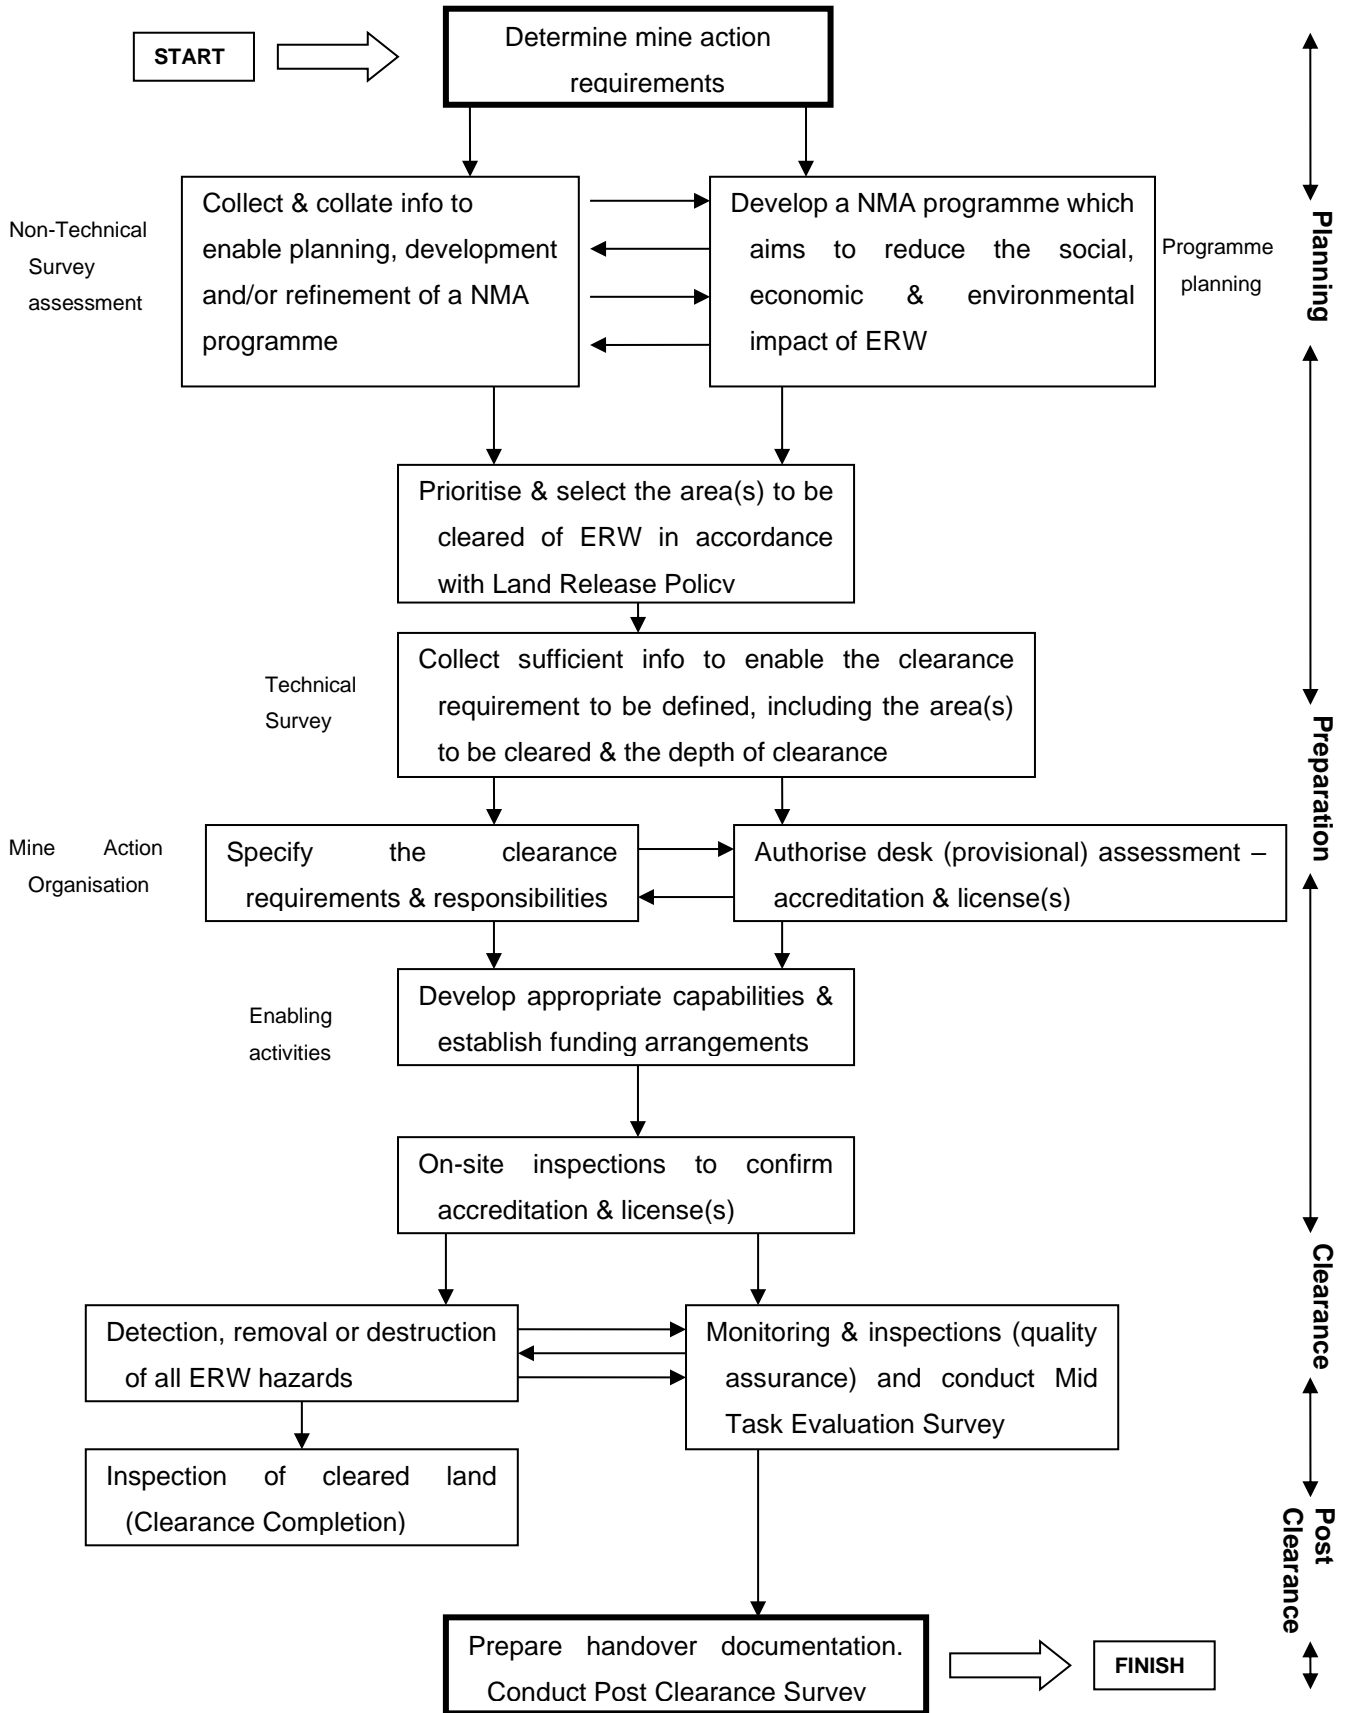 START
Determine mine action
requirements
Non-Technical
Survey
assessment
Collect & collate info to
enable planning, development
and/or refinement of a NMA
programme
Develop a NMA programme which
aims to reduce the social,
economic & environmental
impact of ERW
Programme
planning
Planning
Prioritise & select the area(s) to be
cleared of ERW in accordance
with Land Release Policy
Technical
Survey
Collect sufficient info to enable the clearance
requirement to be defined, including the area(s)
to be cleared & the depth of clearance
Preparation
Mine Action
Organisation
Specify the clearance
requirements & responsibilities
Authorise desk (provisional) assessment –
accreditation & license(s)
Enabling
activities
Develop appropriate capabilities &
establish funding arrangements
On-site inspections to confirm
accreditation & license(s)
Clearance
Detection, removal or destruction
of all ERW hazards
Monitoring & inspections (quality
assurance) and conduct Mid
Task Evaluation Survey
Inspection of cleared land
(Clearance Completion)
Post
Clearance
Prepare handover documentation.
Conduct Post Clearance Survey
FINISH